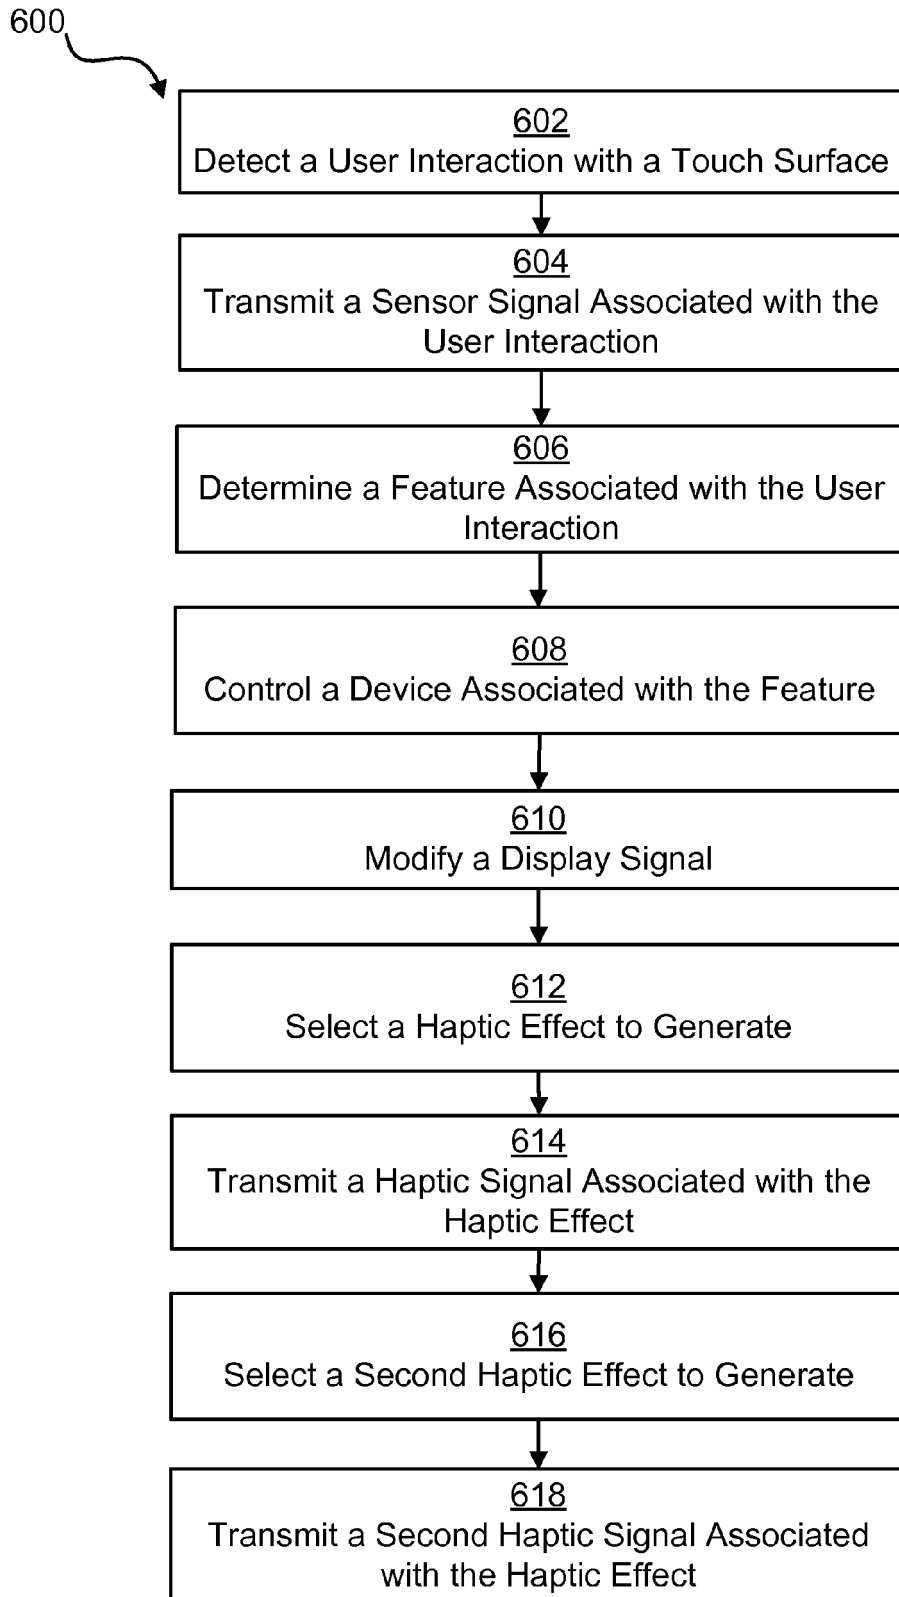 600
602
Detect a User Interaction with a Touch Surface
604
Transmit a Sensor Signal Associated with the
User Interaction
606
Determine a Feature Associated with the User
Interaction
608
Control a Device Associated with the Feature
610
Modify a Display Signal
612
Select a Haptic Effect to Generate
614
Transmit a Haptic Signal Associated with the
Haptic Effect
616
Select a Second Haptic Effect to Generate
618
Transmit a Second Haptic Signal Associated
with the Haptic Effect